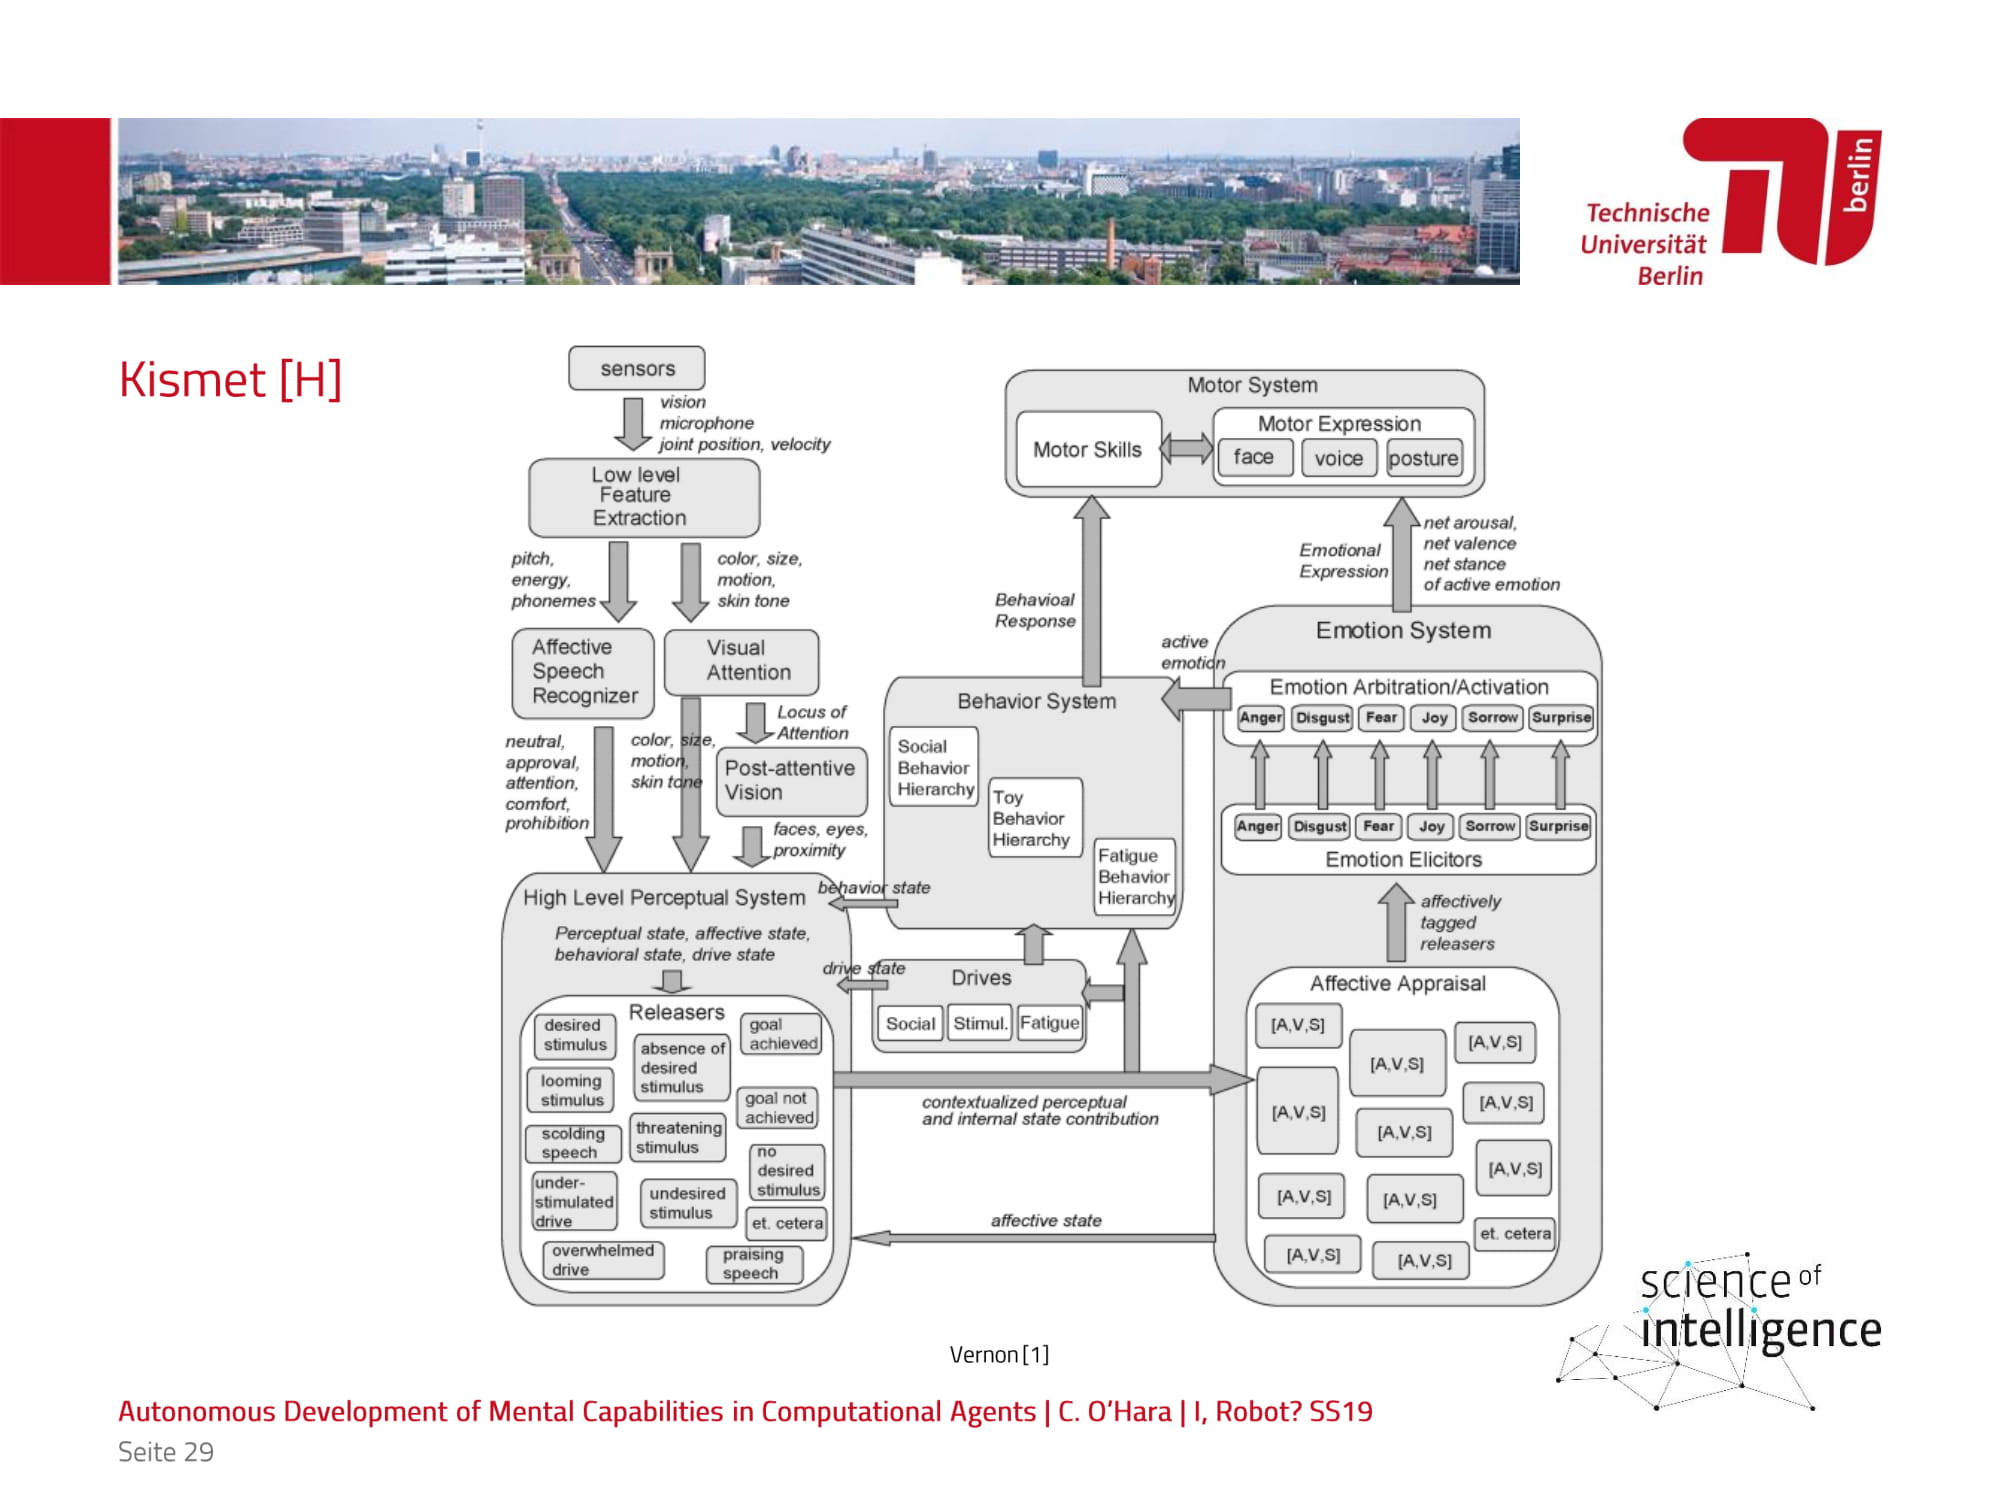 Technische
Universität
Berlin
berlin
Kismet [H]
sensors
vision
microphone
joint position, velocity
Low level
Feature
Extraction
pitch,
energy,
phonemes
color, size,
motion,
skin tone
Affective
Speech
Recognizer
Visual
Attention
Locus of
Attention
neutral,
approval,
attention,
comfort,
prohibition
color, size,
motion,
skin tone
Post-attentive
Vision
faces, eyes,
proximity
High Level Perceptual System
Perceptual state, affective state,
behavioral state, drive state
Releasers
desired
stimulus
absence of
desired
stimulus
goal
achieved
looming
stimulus
goal not
achieved
scolding
speech
threatening
stimulus
no
desired
stimulus
under-
stimulated
drive
undesired
stimulus
et. cetera
overwhelmed
drive
praising
speech
Motor System
Motor Skills
Motor Expression
face
voice
posture
Behavioal
Response
Emotional
Expression
net arousal,
net valence
net stance
of active emotion
active
emotion
Behavior System
Social
Behavior
Hierarchy
Toy
Behavior
Hierarchy
Fatigue
Behavior
Hierarchy
behavior state
drive state
Drives
Social
Stimul.
Fatigue
contextualized perceptual
and internal state contribution
affective state
Emotion System
Emotion Arbitration/Activation
Anger
Disgust
Fear
Joy
Sorrow
Surprise
Anger
Disgust
Fear
Joy
Sorrow
Surprise
Emotion Elicitors
affectively
tagged
releasers
Affective Appraisal
[A,V,S]
[A,V,S]
[A,V,S]
[A,V,S]
[A,V,S]
[A,V,S]
[A,V,S]
[A,V,S]
[A,V,S]
et. cetera
[A,V,S]
[A,V,S]
science of
intelligence
Vernon [1]
Autonomous Development of Mental Capabilities in Computational Agents | C. O’Hara | I, Robot? SS19
Seite 29